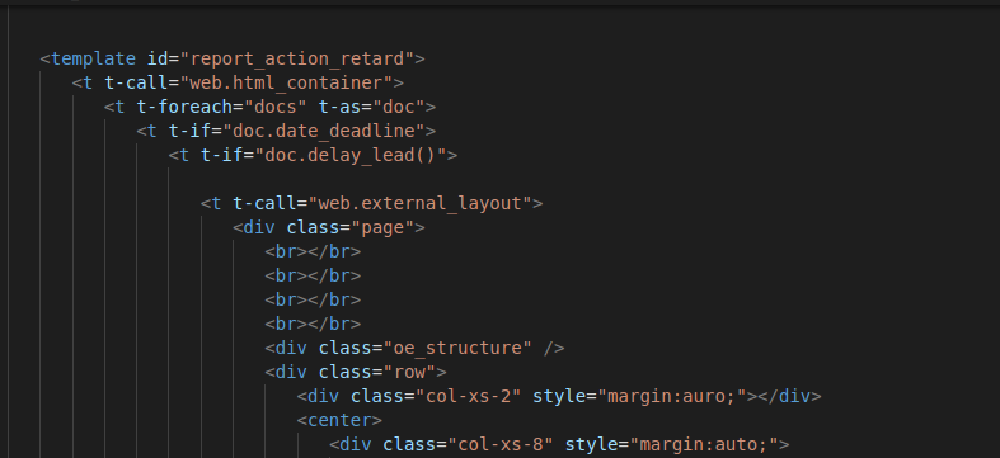 <template id="report_action_retard">
<t t-call="web.html_container">
<t t-foreach="docs" t-as="doc">
<t t-if="doc.date_deadline">
<t t-if="doc.delay_lead()">
<t t-call="web.external_layout">
<div class="page">
<br></br>
<br></br>
<br></br>
<br></br>
<div class="oe_structure" />
<div class="row">
<div class="col-xs-2" style="margin:auro;"></div>
<center>
<div class="col-xs-8" style="margin:auto;">